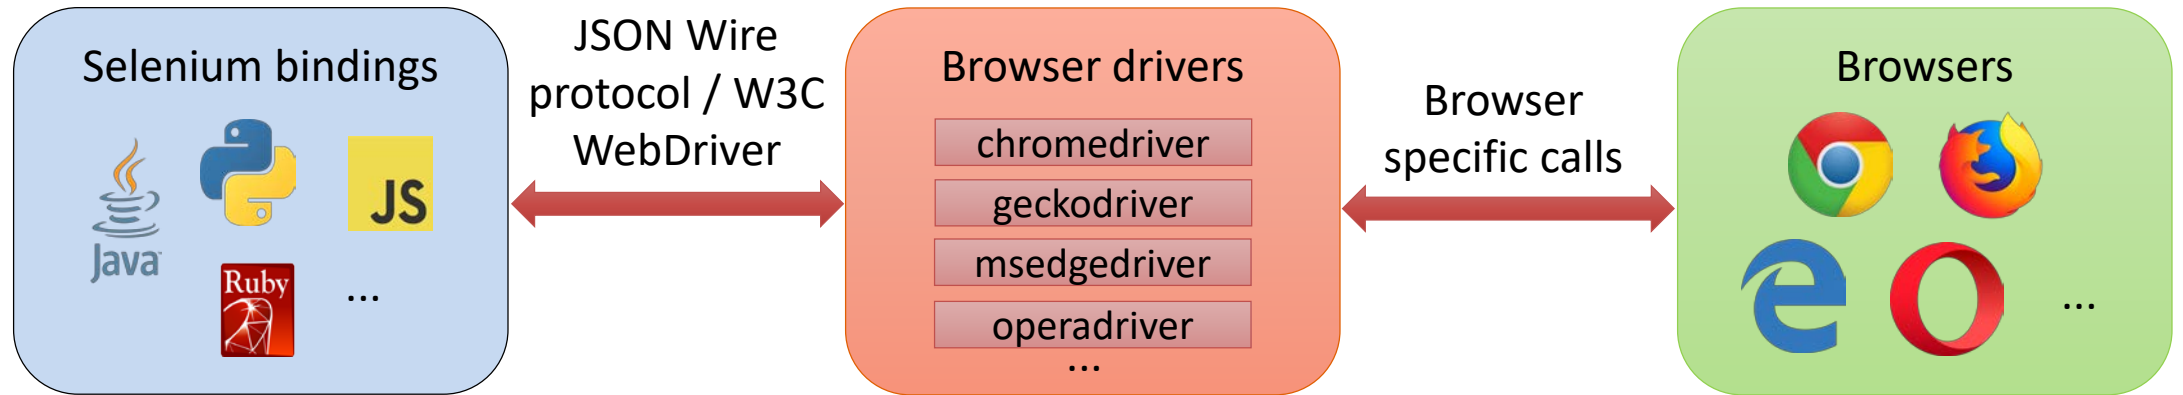 Selenium bindings
Java
JS
Ruby
...
JSON Wire
protocol / W3C
WebDriver
Browser drivers
chromedriver
geckodriver
msedgedriver
operadriver
...
Browser
specific calls
Browsers
...